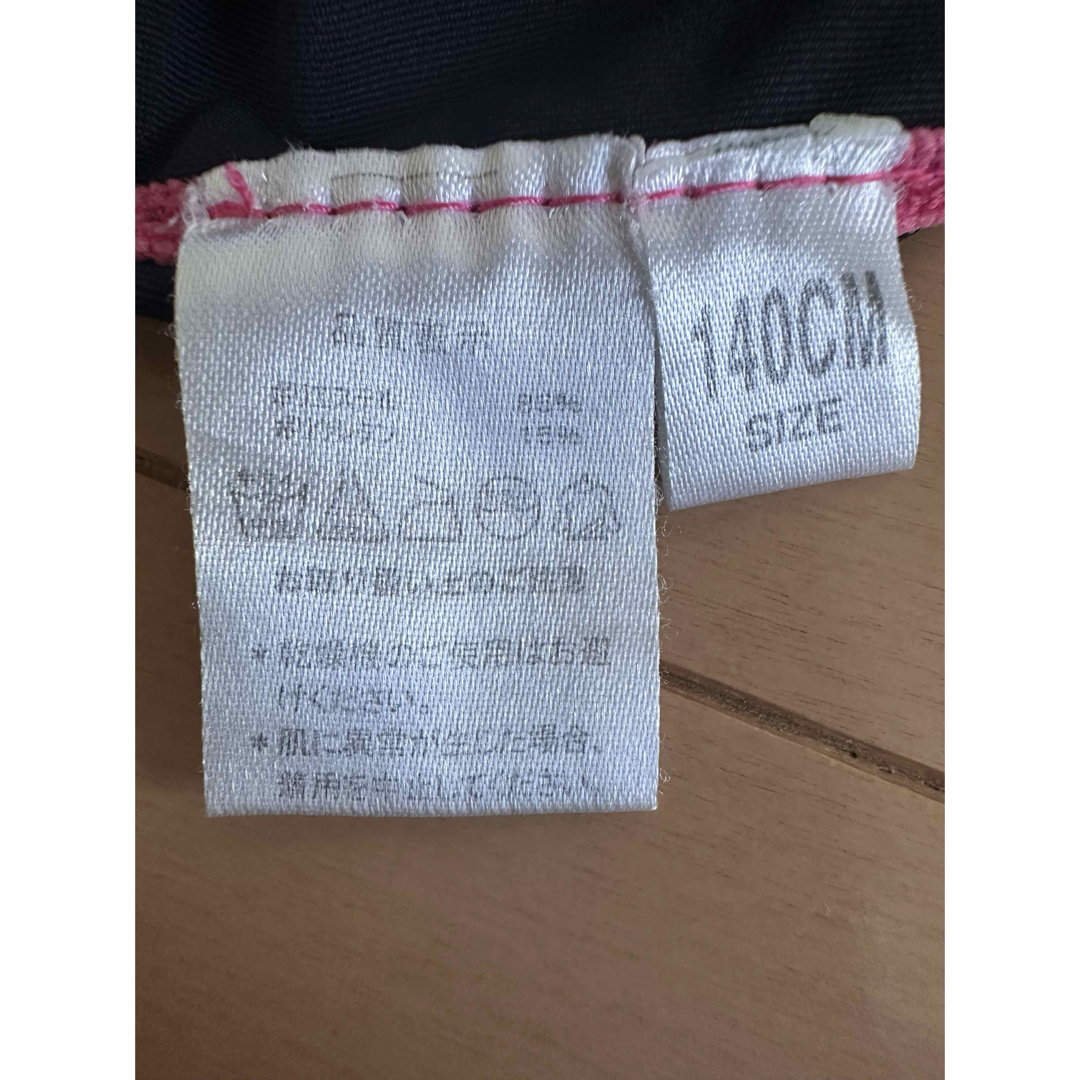 品質表示
ポリエステル 85%
ポリウレタン 15%
お取り扱い上のご注意
*乾燥機のご使用はお避
けください。
*肌に異常が生じた場合、
着用を中止してください。
140CM
SIZE